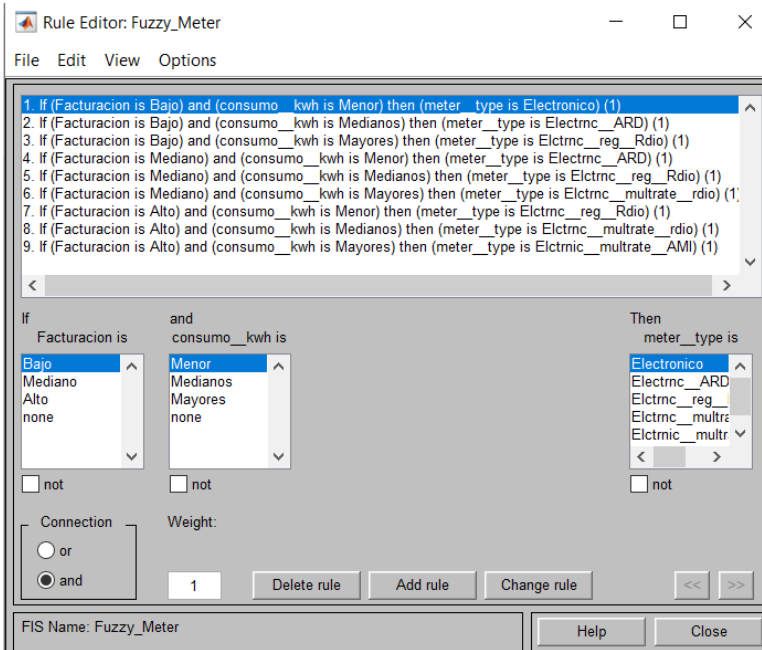 Rule Editor: Fuzzy_Meter
File Edit View Options
1. If (Facturacion is Bajo) and (consumo__kwh is Menor) then (meter__type is Electronico) (1)
2. If (Facturacion is Bajo) and (consumo__kwh is Medianos) then (meter__type is Electrnc__ARD) (1)
3. If (Facturacion is Bajo) and (consumo__kwh is Mayores) then (meter__type is Elctrnc__reg__Rdio) (1)
4. If (Facturacion is Mediano) and (consumo__kwh is Menor) then (meter__type is Electrnc__ARD) (1)
5. If (Facturacion is Mediano) and (consumo__kwh is Medianos) then (meter__type is Elctrnc__reg__Rdio) (1)
6. If (Facturacion is Mediano) and (consumo__kwh is Mayores) then (meter__type is Elctrnc__multrate__rdio) (1)
7. If (Facturacion is Alto) and (consumo__kwh is Menor) then (meter__type is Elctrnc__reg__Rdio) (1)
8. If (Facturacion is Alto) and (consumo__kwh is Medianos) then (meter__type is Elctrnc__multrate__rdio) (1)
9. If (Facturacion is Alto) and (consumo__kwh is Mayores) then (meter__type is Elctrnic__multrate__AMI) (1)
If and Then
Facturacion is consumo__kwh is meter__type is
Bajo Menor Electronico
Mediano Medianos Electrnc__ARD
Alto Mayores Elctrnc__reg__
none none Elctrnc__multra
Elctrnic__multr
not not not
Connection Weight:
or
and 1 Delete rule Add rule Change rule << >>
FIS Name: Fuzzy_Meter Help Close